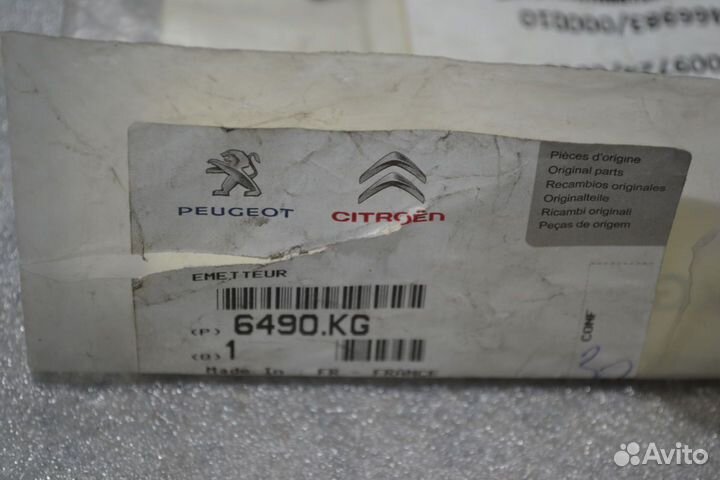 PEUGEOT
CITROËN
Pièces d'origine
Original parts
Recambios originales
Originalteile
Ricambi originali
Peças de origem
EMETTEUR
(P) 6490.KG
(Q) 1
Made In FR - FRANCE
CONF
Avito